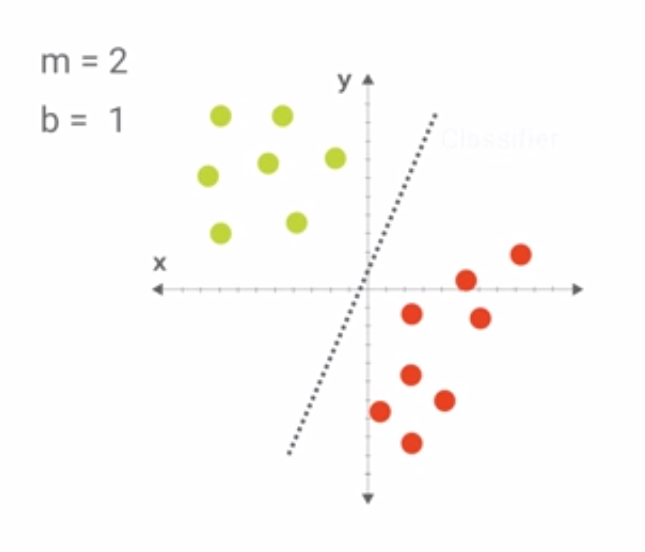 m = 2
y
b = 1
Classifier
x